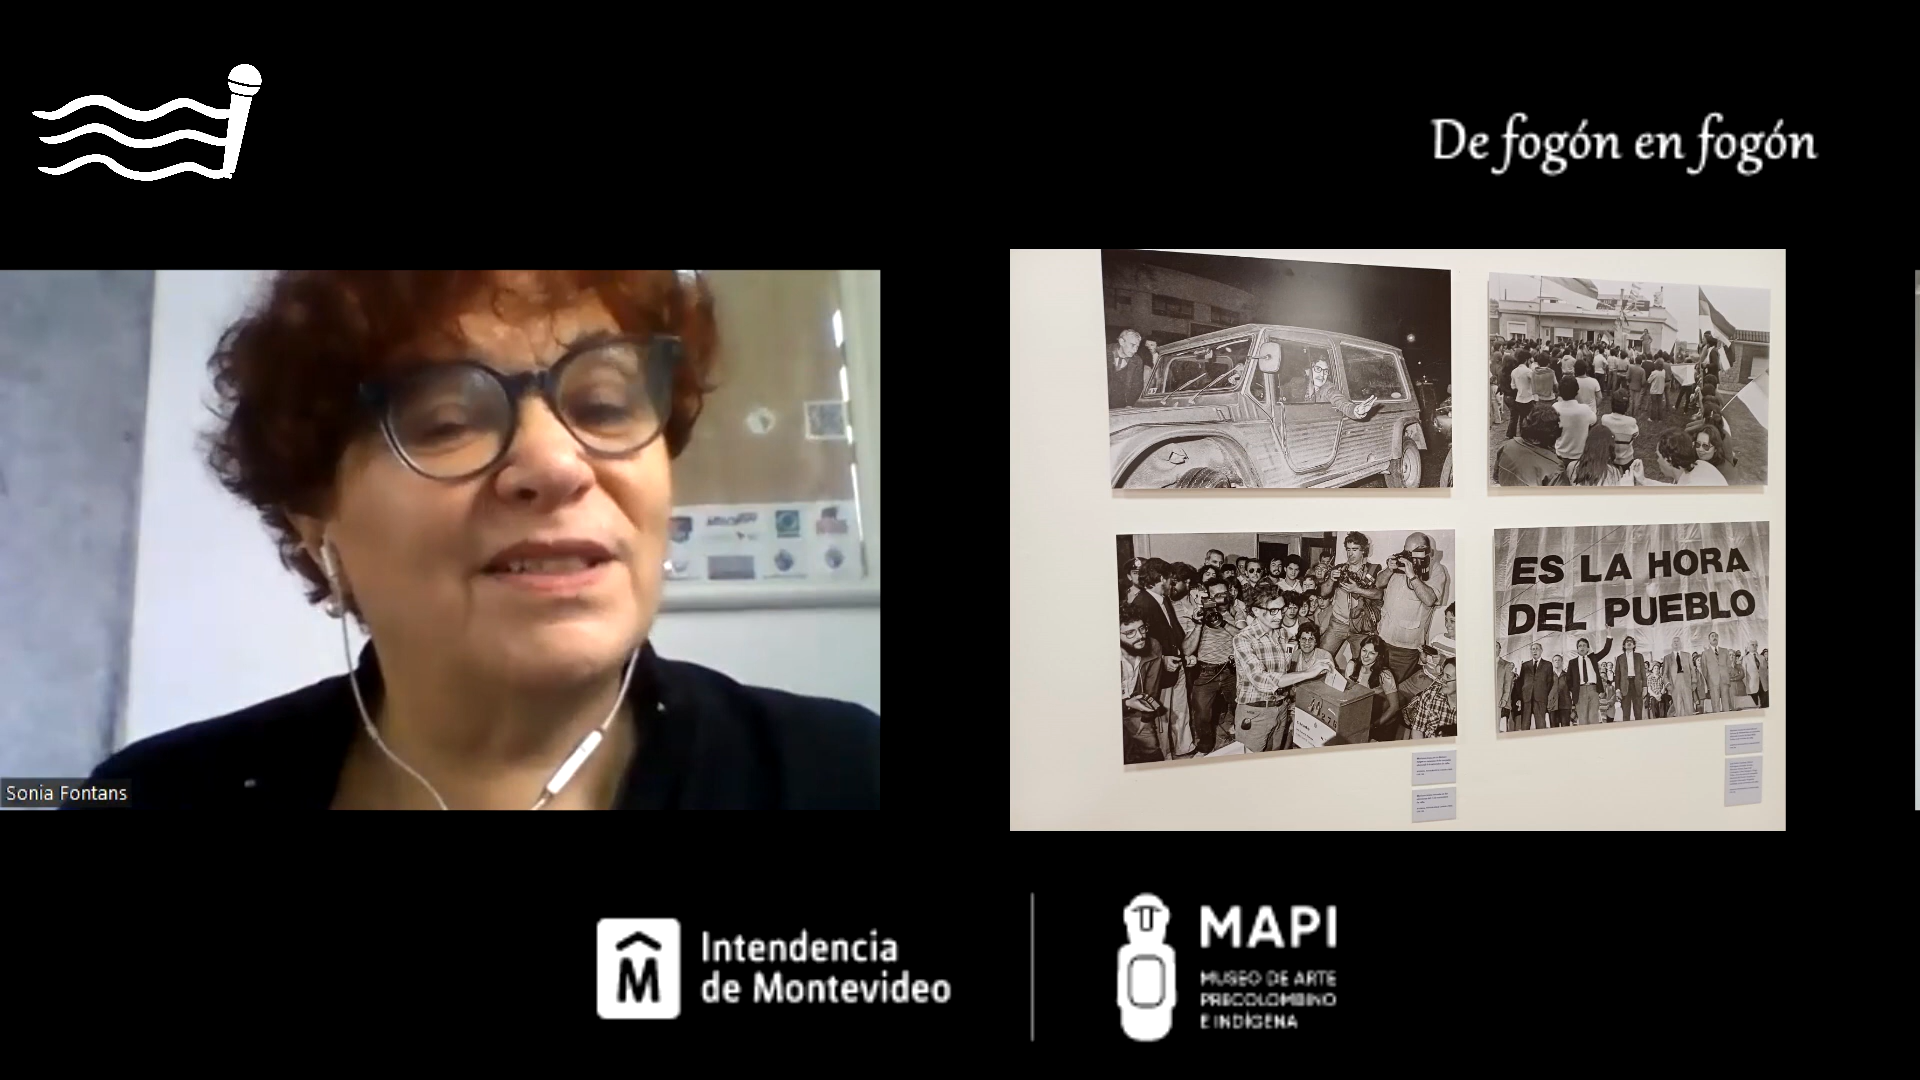 De fogón en fogón
ES LA HORA
DEL PUEBLO
Sonia Fontans
Intendencia
de Montevideo
MAPI
MUSEO DE ARTE
PRECOLOMBINO
E INDÍGENA